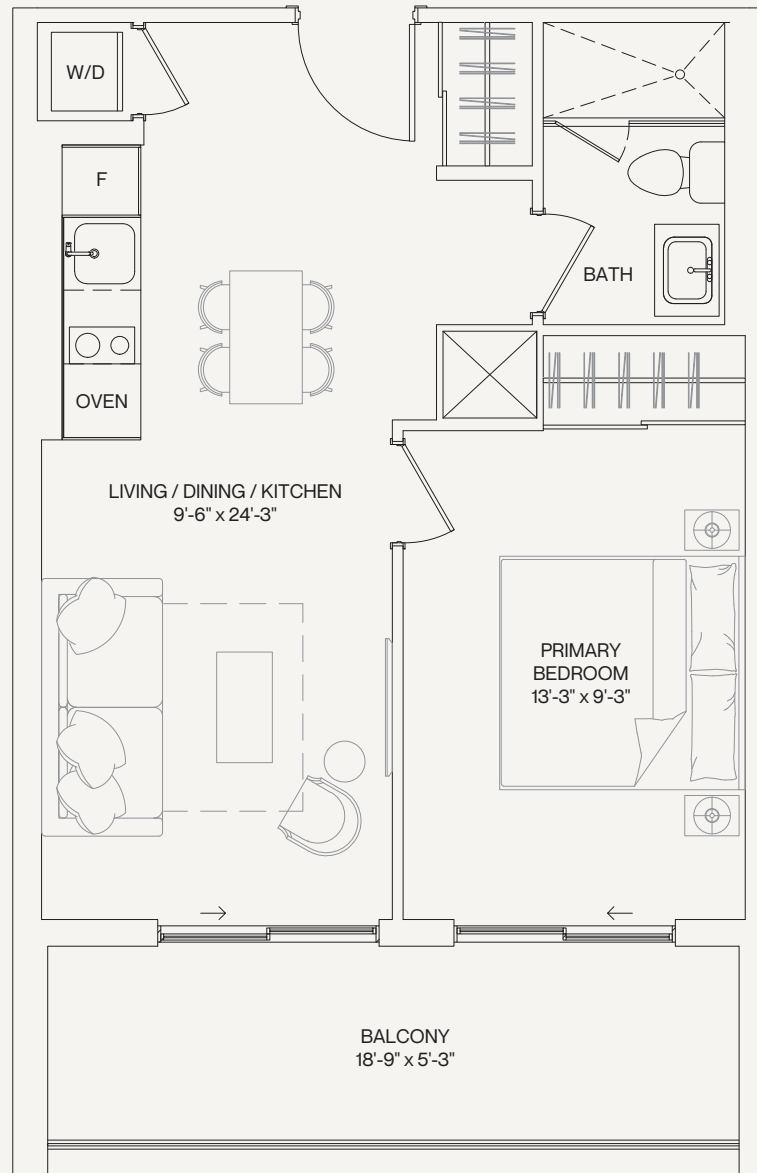 W/D
F
BATH
OVEN
LIVING / DINING / KITCHEN
9'-6" x 24'-3"
PRIMARY
BEDROOM
13'-3" x 9'-3"
BALCONY
18'-9" x 5'-3"